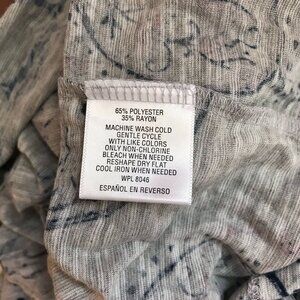 65% POLYESTER
35% RAYON
MACHINE WASH COLD
GENTLE CYCLE
WITH LIKE COLORS
ONLY NON-CHLORINE
BLEACH WHEN NEEDED
RESHAPE DRY FLAT
COOL IRON WHEN NEEDED
WPL 8046
ESPAÑOL EN REVERSO